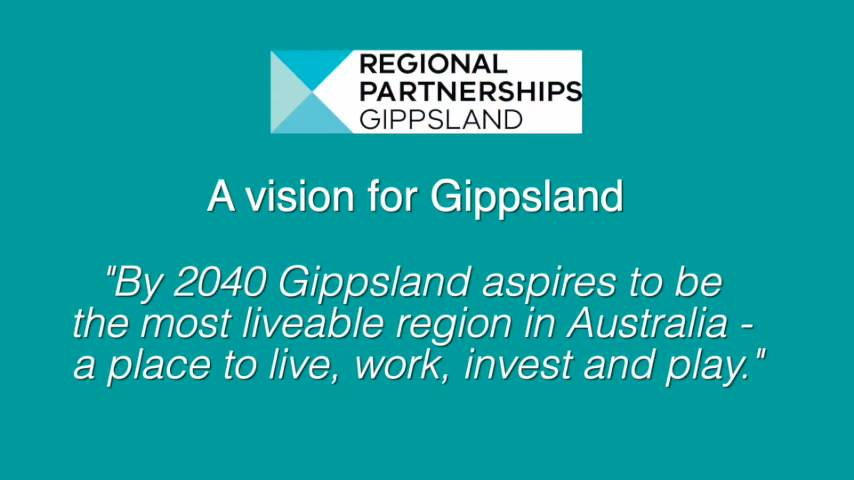 REGIONAL
PARTNERSHIPS
GIPPSLAND
A vision for Gippsland
"By 2040 Gippsland aspires to be
the most liveable region in Australia -
a place to live, work, invest and play."